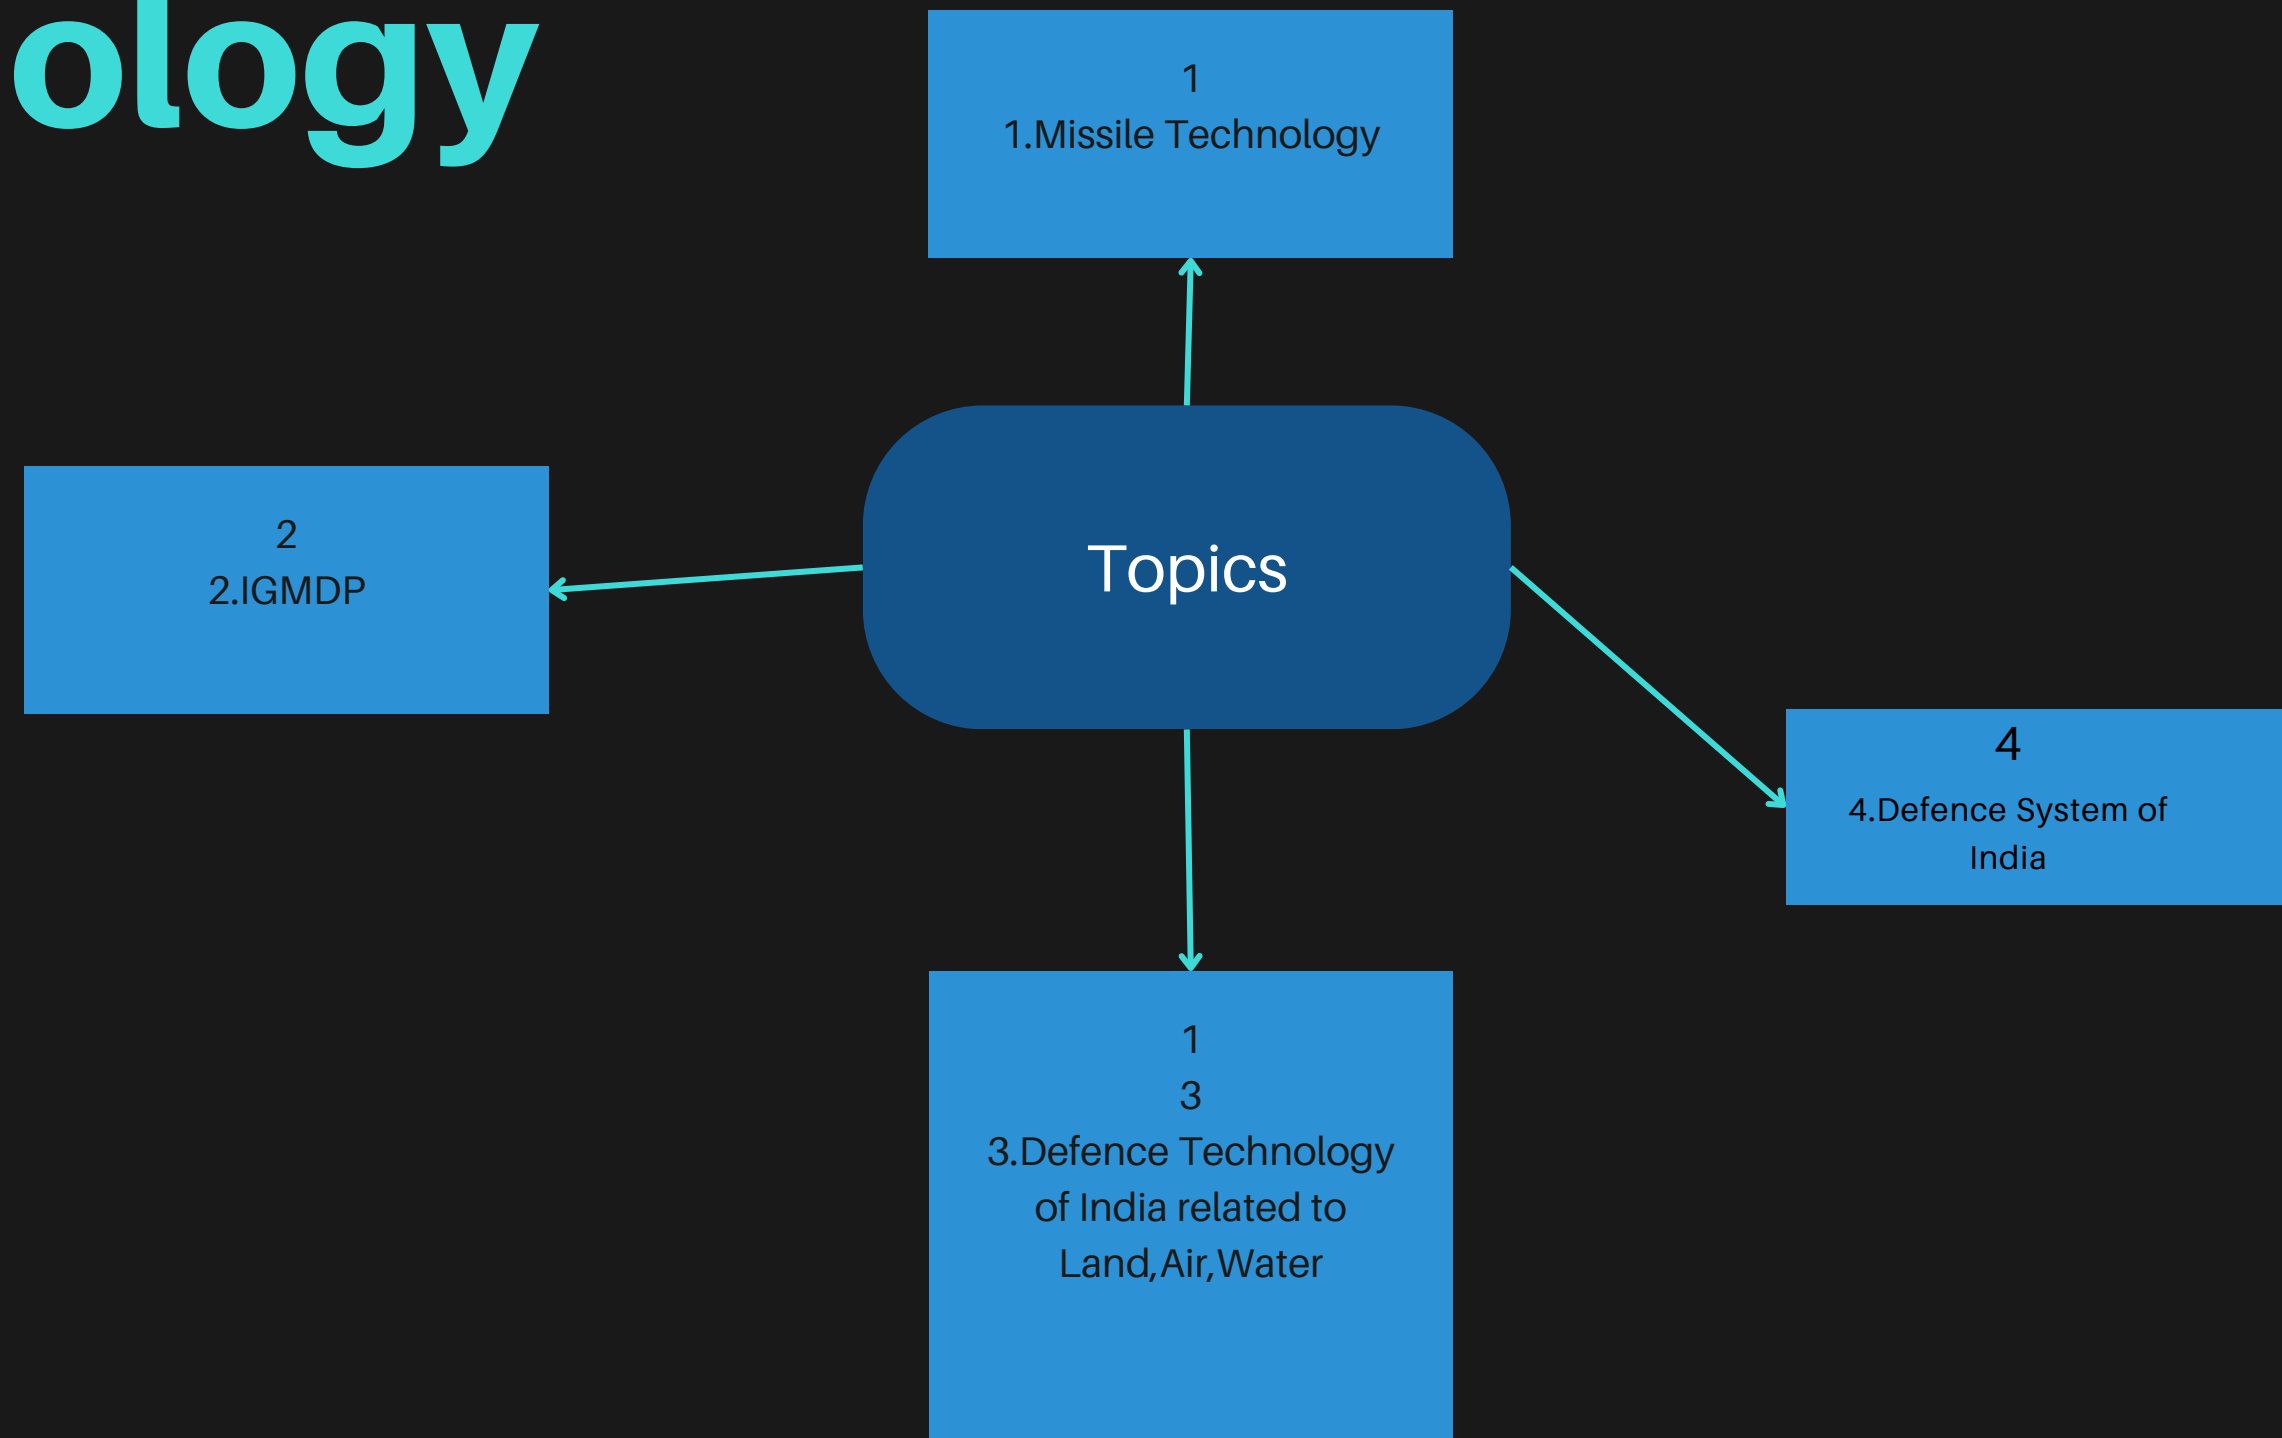 ology
1
1.Missile Technology
2
2.IGMDP
Topics
4
4.Defence System of
India
1
3
3.Defence Technology
of India related to
Land,Air,Water